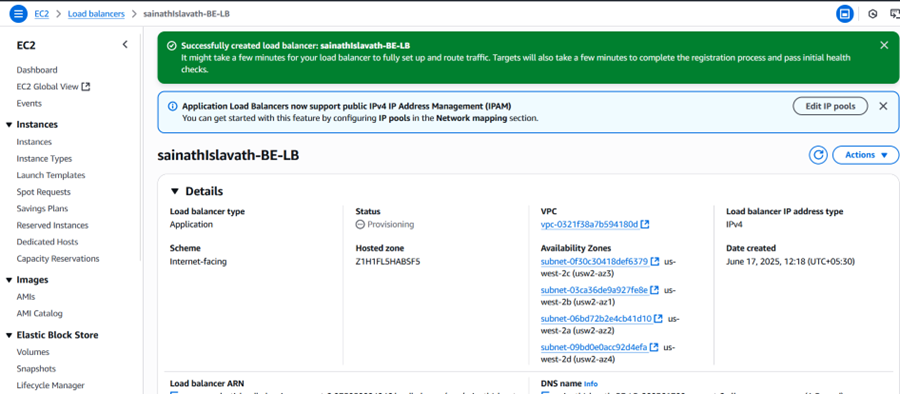 EC2 > Load balancers > sainathIslavath-BE-LB
EC2
Dashboard
EC2 Global View
Events
Instances
Instances
Instance Types
Launch Templates
Spot Requests
Savings Plans
Reserved Instances
Dedicated Hosts
Capacity Reservations
Images
AMIs
AMI Catalog
Elastic Block Store
Volumes
Snapshots
Lifecycle Manager
Successfully created load balancer: sainathIslavath-BE-LB
It might take a few minutes for your load balancer to fully set up and route traffic. Targets will also take a few minutes to complete the registration process and pass initial health
checks.
Application Load Balancers now support public IPv4 IP Address Management (IPAM)
You can get started with this feature by configuring IP pools in the Network mapping section.
Edit IP pools
sainathIslavath-BE-LB
Actions
Details
Load balancer type
Application
Status
Provisioning
VPC
vpc-0321f38a7b594180d
Load balancer IP address type
IPv4
Scheme
Internet-facing
Hosted zone
Z1H1FL5HABSF5
Availability Zones
subnet-0f30c30418def6379 us-
west-2c (usw2-az3)
subnet-03ca36de9a927fe8e us-
west-2b (usw2-az1)
subnet-06bd72b2e4cb41d10 us-
west-2a (usw2-az2)
subnet-09bd0e0acc92d4efa us-
west-2d (usw2-az4)
Date created
June 17, 2025, 12:18 (UTC+05:30)
Load balancer ARN
DNS name Info